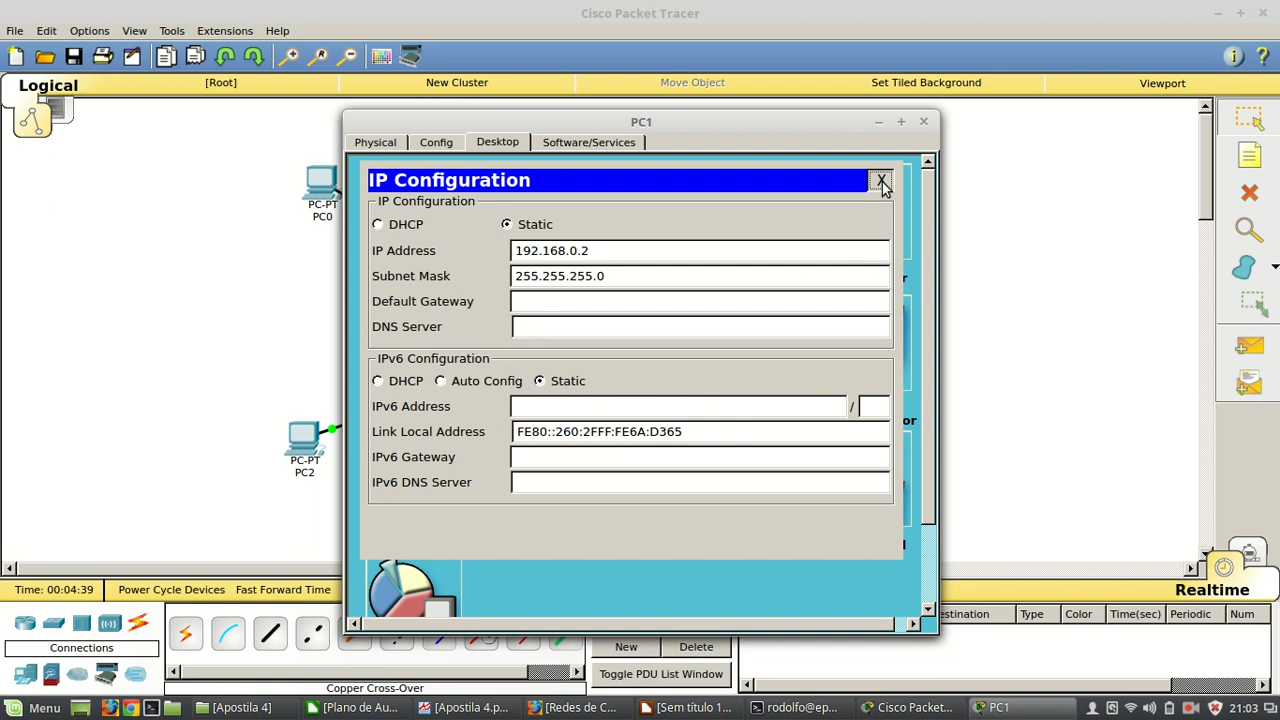 Cisco Packet Tracer
File Edit Options View Tools Extensions Help
Logical [Root] New Cluster Move Object Set Tiled Background Viewport
PC1
Physical Config Desktop Software/Services
IP Configuration X
IP Configuration
DHCP Static
IP Address 192.168.0.2
Subnet Mask 255.255.255.0
Default Gateway
DNS Server
IPv6 Configuration
DHCP Auto Config Static
IPv6 Address /
Link Local Address FE80::260:2FFF:FE6A:D365
IPv6 Gateway
IPv6 DNS Server
PC-PT
PC0
PC-PT
PC2
Time: 00:04:39 Power Cycle Devices Fast Forward Time Realtime
Connections
Copper Cross-Over
New Delete
Toggle PDU List Window
estination Type Color Time(sec) Periodic Num
Menu [Apostila 4] [Plano de Au... [Apostila 4.p... [Redes de C... [Sem título 1... rodolfo@ep... Cisco Packet... PC1 21:03